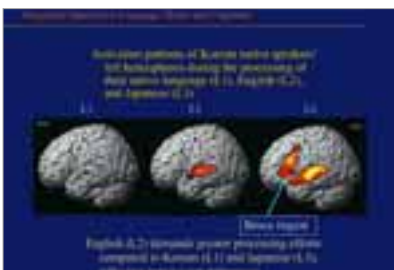 Activation patterns of Korean native speakers'
left hemispheres during the processing of
their native language (L1), English (L2),
and Japanese (L3)
L1
L2
L3
Broca's region
English (L2) demands greater processing efforts
compared to Korean (L1) and Japanese (L3).